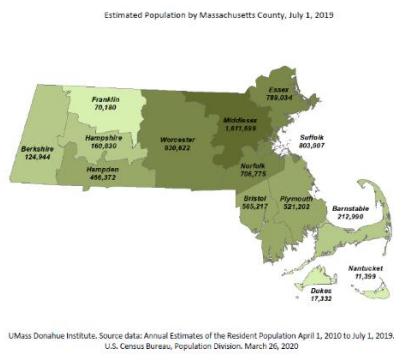 Estimated Population by Massachusetts County, July 1, 2019
Essex
789,034
Franklin
70,180
Middlesex
1,611,699
Hampshire
160,830
Worcester
830,622
Suffolk
803,907
Berkshire
124,944
Hampden
466,372
Norfolk
706,775
Bristol
565,217
Plymouth
521,202
Barnstable
212,990
Nantucket
11,399
Dukes
17,332
UMass Donahue Institute. Source data: Annual Estimates of the Resident Population April 1, 2010 to July 1, 2019.
U.S. Census Bureau, Population Division. March 26, 2020